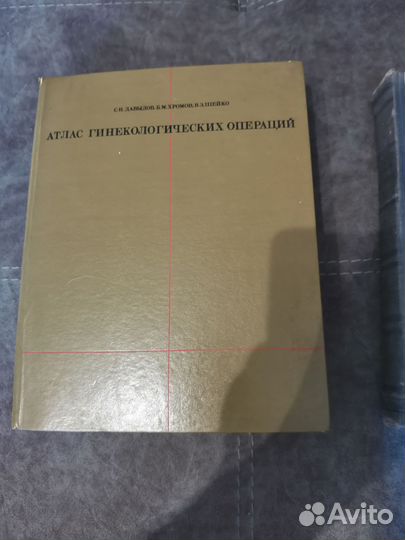 С.Н. ДАВЫДОВ, Б.М. ХРОМОВ, В.З. ШЕЙКО
АТЛАС ГИНЕКОЛОГИЧЕСКИХ ОПЕРАЦИЙ
Avito